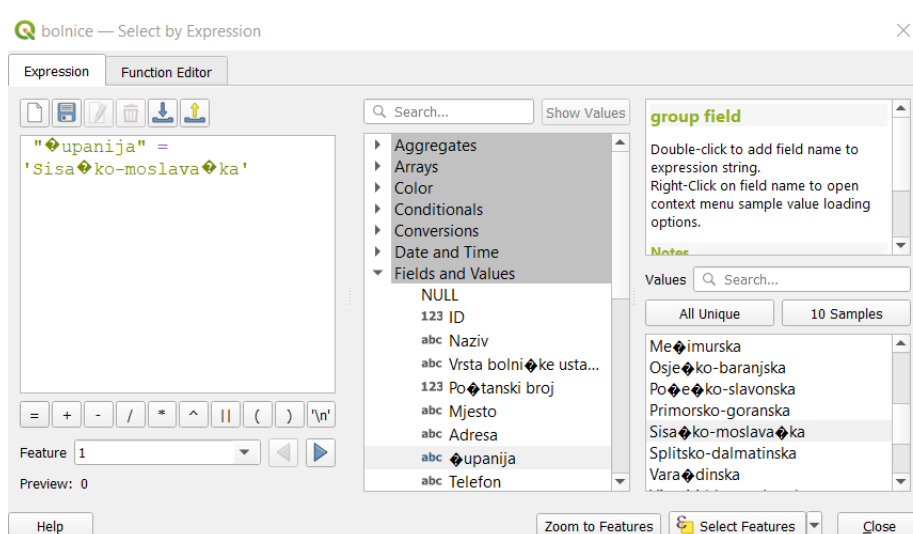 bolnice — Select by Expression
Expression Function Editor
"�upanija" =
'Sisa�ko-moslava�ka'
= + - / * ^ || ( ) '\n'
Feature 1
Preview: 0
Search... Show Values
Aggregates
Arrays
Color
Conditionals
Conversions
Date and Time
Fields and Values
NULL
123 ID
abc Naziv
abc Vrsta bolni�ke usta...
123 Po�tanski broj
abc Mjesto
abc Adresa
abc �upanija
abc Telefon
group field
Double-click to add field name to
expression string.
Right-Click on field name to open
context menu sample value loading
options.
Notes
Values Search...
All Unique 10 Samples
Me�imurska
Osje�ko-baranjska
Po�e�ko-slavonska
Primorsko-goranska
Sisa�ko-moslava�ka
Splitsko-dalmatinska
Vara�dinska
Help Zoom to Features Select Features Close